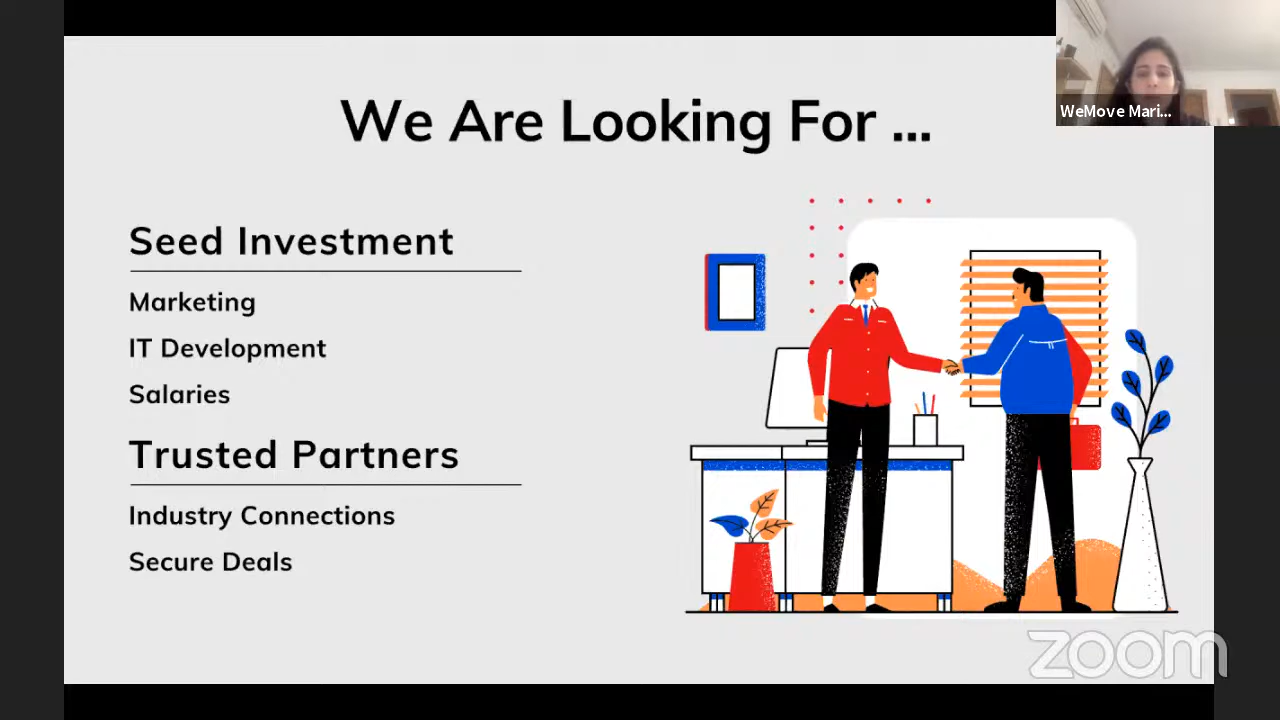 WeMove Mari...
We Are Looking For ...
Seed Investment
Marketing
IT Development
Salaries
Trusted Partners
Industry Connections
Secure Deals
zoom